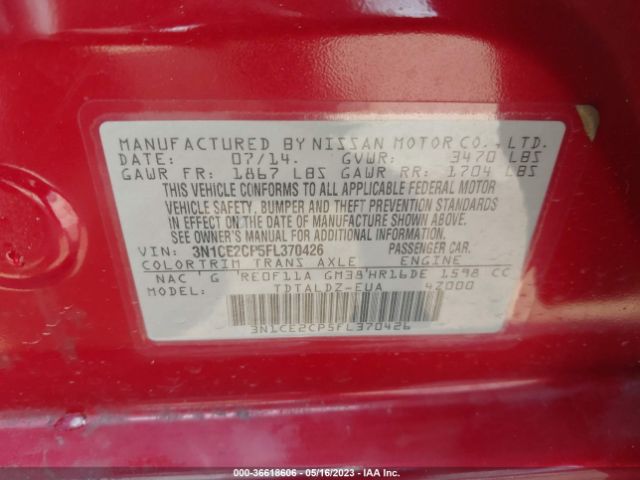 MANUFACTURED BY NISSAN MOTOR CO., LTD.
DATE: 07/14. GVWR: 3470 LBS
GAWR FR: 1867 LBS GAWR RR: 1704 LBS
THIS VEHICLE CONFORMS TO ALL APPLICABLE FEDERAL MOTOR
VEHICLE SAFETY, BUMPER AND THEFT PREVENTION STANDARDS
IN EFFECT ON THE DATE OF MANUFACTURE SHOWN ABOVE.
SEE OWNER'S MANUAL FOR ADDITIONAL INFORMATION.
VIN: 3N1CE2CP5FL370426 PASSENGER CAR.
COLOR TRIM TRANS AXLE ENGINE
NAC G RE0F11A GM38 HR16DE 1598 CC
MODEL: TDTALDZ-EUA 4Z000
3N1CE2CP5FL370426
© - 36618606 - 05/16/2023 - IAA Inc.